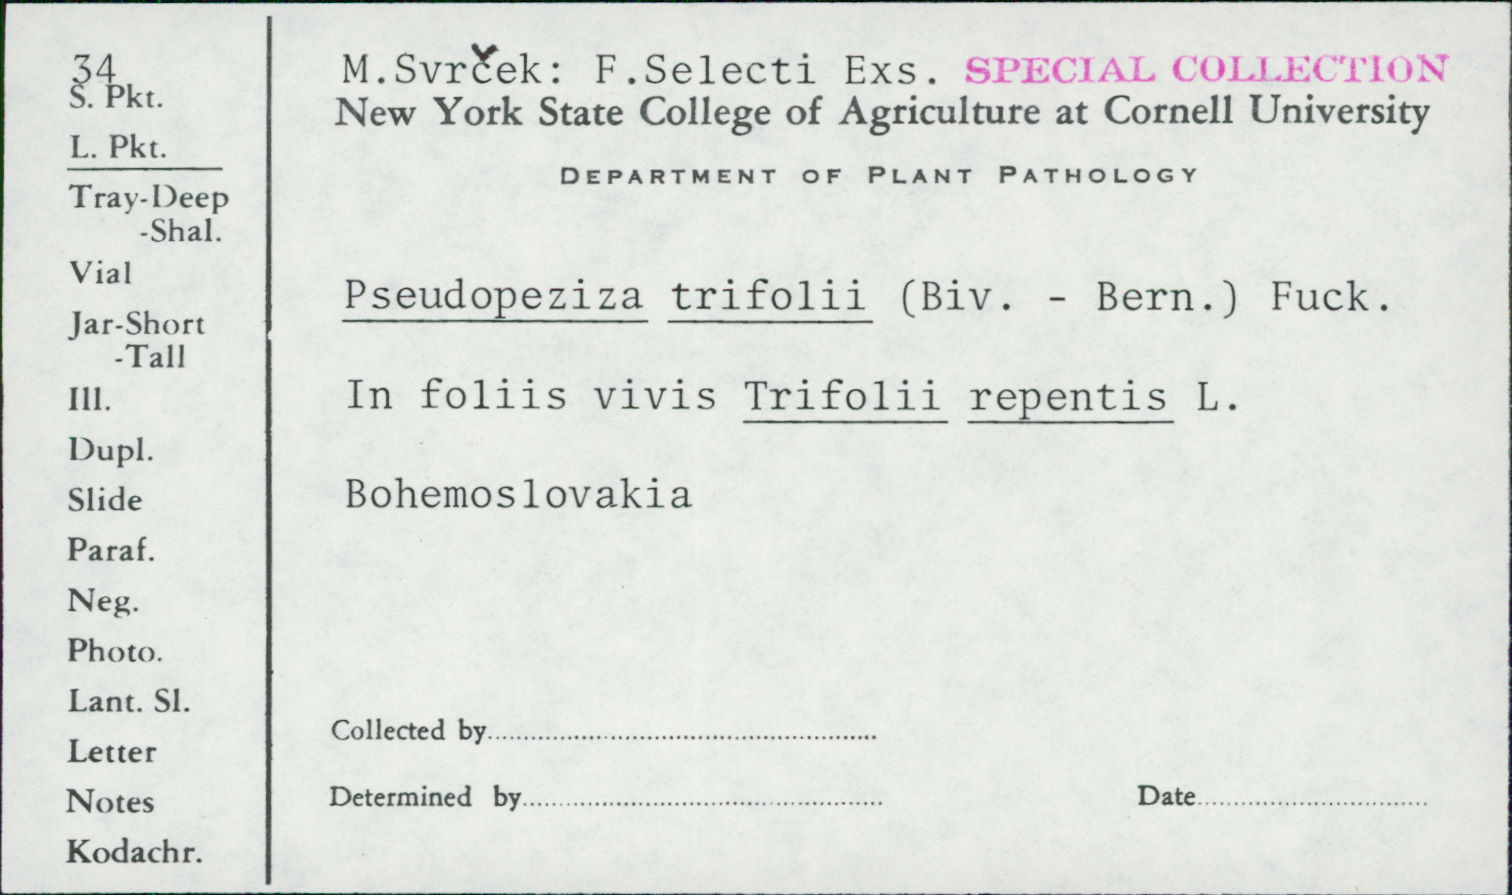 34
S. Pkt.
L. Pkt.
Tray-Deep
-Shal.
Vial
Jar-Short
-Tall
Ill.
Dupl.
Slide
Paraf.
Neg.
Photo.
Lant. Sl.
Letter
Notes
Kodachr.
M.Svrček: F.Selecti Exs. SPECIAL COLLECTION
New York State College of Agriculture at Cornell University
DEPARTMENT OF PLANT PATHOLOGY
Pseudopeziza trifolii (Biv. - Bern.) Fuck.
In foliis vivis Trifolii repentis L.
Bohemoslovakia
Collected by
Determined by Date